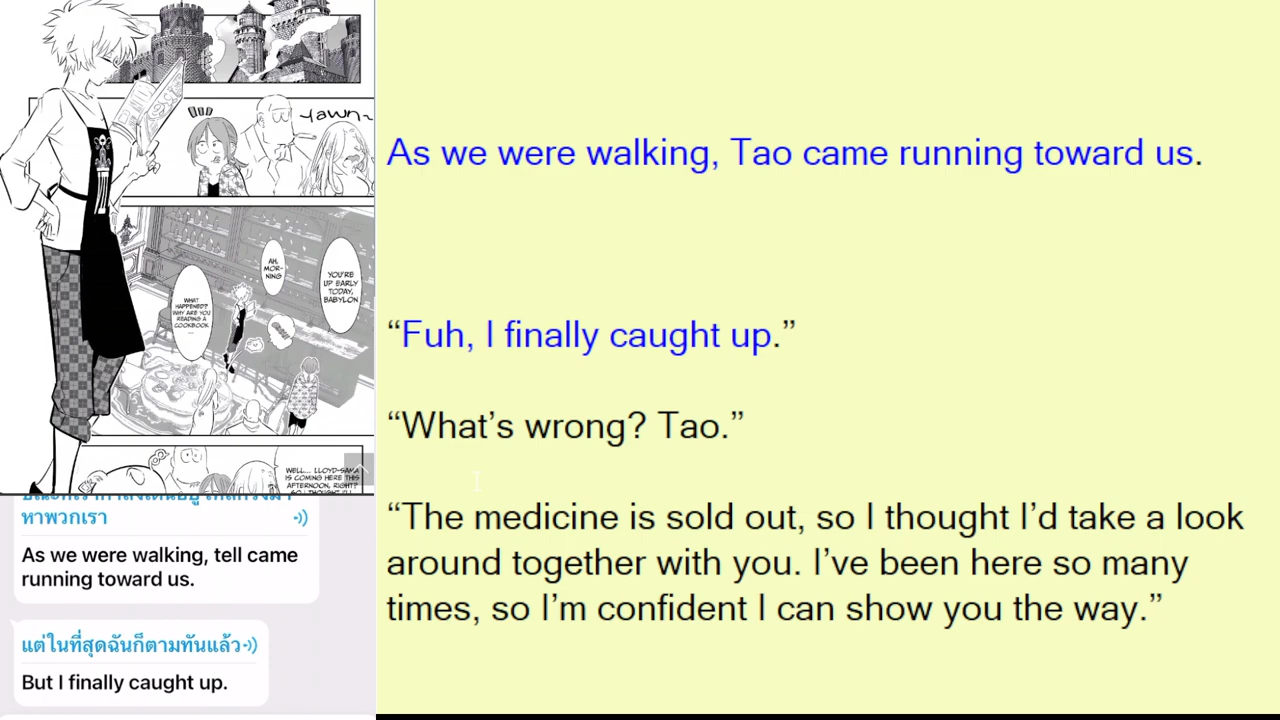 Yawn~
YOU'RE
UP EARLY
TODAY,
BABYLON
AH,
MOR-
NING
WHAT
HAPPENED?
WHY ARE YOU
READING A
COOKBOOK
...
WELL... LLOYD-SAMA
IS COMING HERE THIS
AFTERNOON, RIGHT?
SO I THOUGHT I'LL
หาพวกเรา
As we were walking, tell came
running toward us.
แต่ในที่สุดฉันก็ตามทันแล้ว
But I finally caught up.
As we were walking, Tao came running toward us.
“Fuh, I finally caught up.”
“What’s wrong? Tao.”
“The medicine is sold out, so I thought I’d take a look
around together with you. I’ve been here so many
times, so I’m confident I can show you the way.”